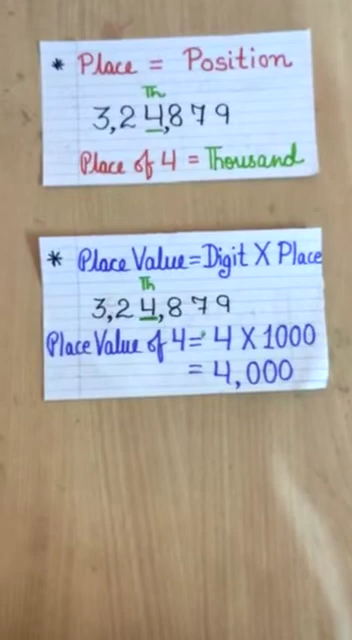 * Place = Position
Th
3,24,879
Place of 4 = Thousand
* Place Value = Digit X Place
Th
3,24,879
Place Value of 4 = 4 X 1000
= 4,000